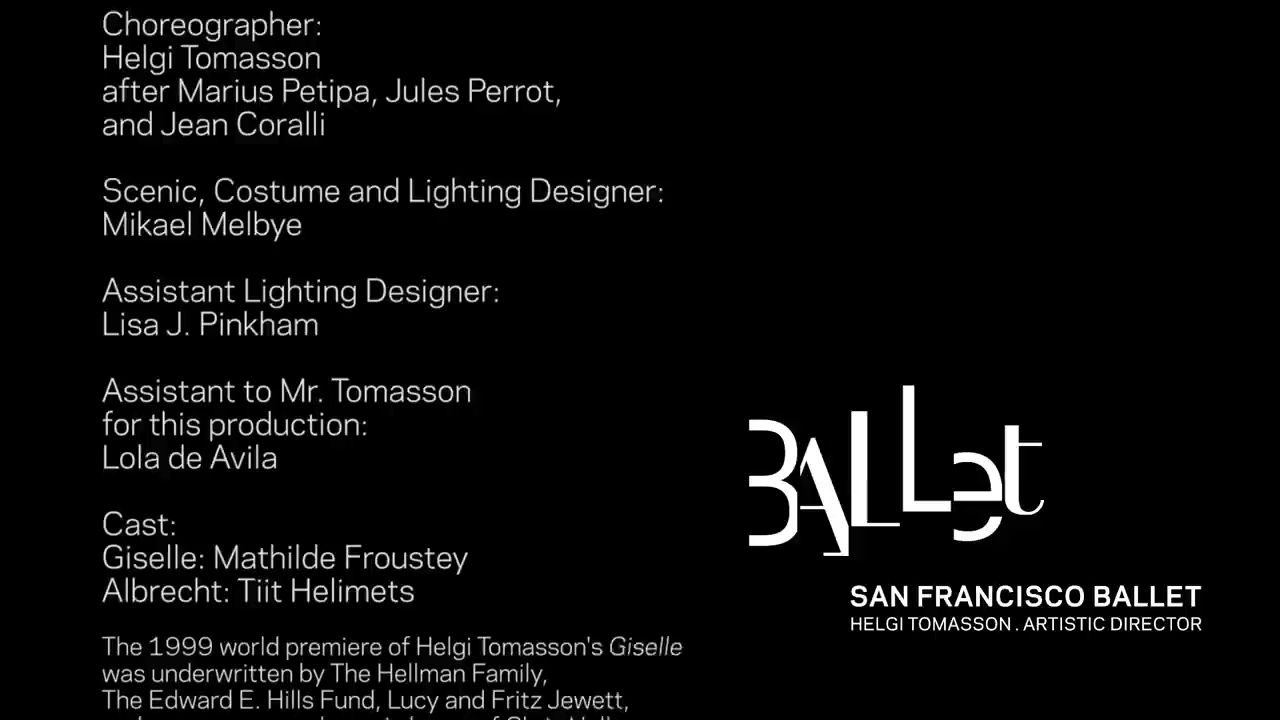 Choreographer:
Helgi Tomasson
after Marius Petipa, Jules Perrot,
and Jean Coralli
Scenic, Costume and Lighting Designer:
Mikael Melbye
Assistant Lighting Designer:
Lisa J. Pinkham
Assistant to Mr. Tomasson
for this production:
Lola de Avila
Cast:
Giselle: Mathilde Froustey
Albrecht: Tiit Helimets
The 1999 world premiere of Helgi Tomasson's Giselle
was underwritten by The Hellman Family,
The Edward E. Hills Fund, Lucy and Fritz Jewett,
BALLet
SAN FRANCISCO BALLET
HELGI TOMASSON . ARTISTIC DIRECTOR